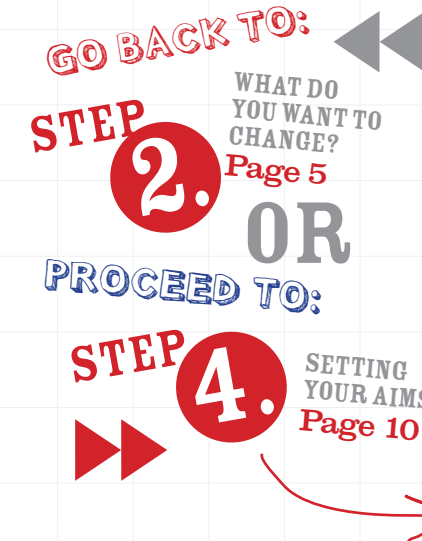 GO BACK TO:
STEP
2.
WHAT DO
YOU WANT TO
CHANGE?
Page 5
OR
PROCEED TO:
STEP
4.
SETTING
YOUR AIMS
Page 10